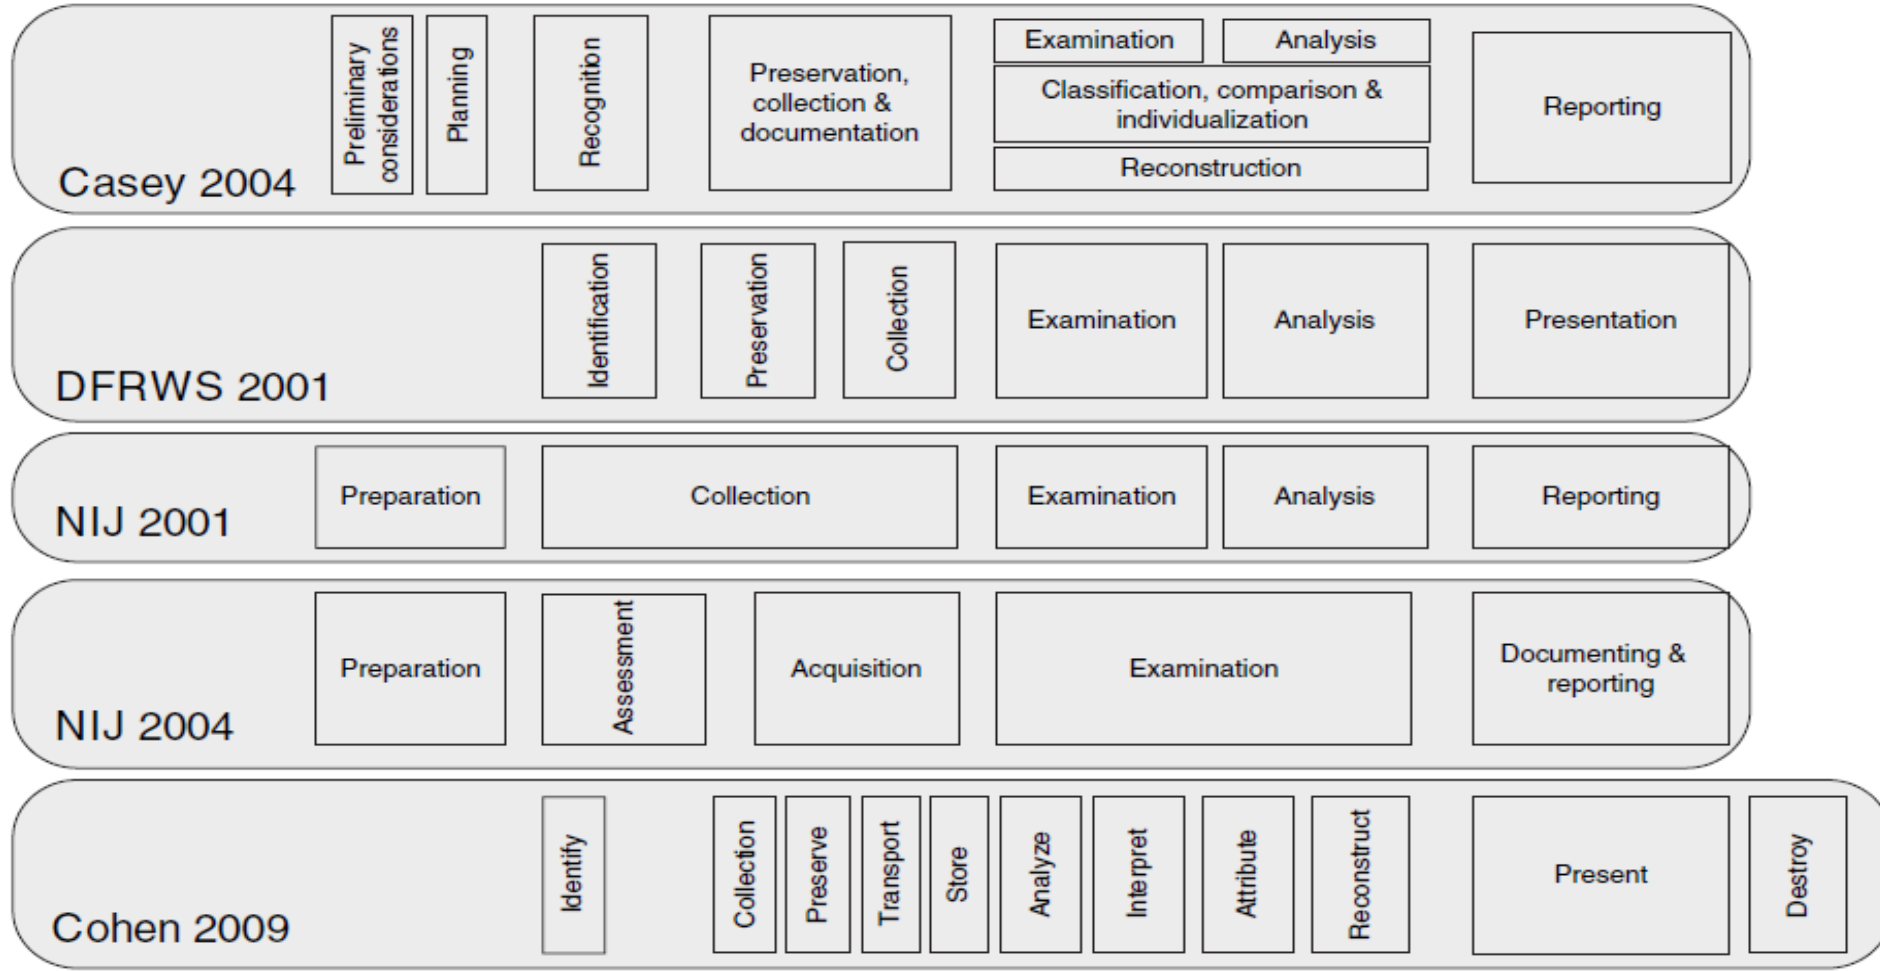 Casey 2004
Preliminary
considerations
Planning
Recognition
Preservation,
collection &
documentation
Examination
Analysis
Classification, comparison &
individualization
Reconstruction
Reporting
DFRWS 2001
Identification
Preservation
Collection
Examination
Analysis
Presentation
NIJ 2001
Preparation
Collection
Examination
Analysis
Reporting
NIJ 2004
Preparation
Assessment
Acquisition
Examination
Documenting &
reporting
Cohen 2009
Identify
Collection
Preserve
Transport
Store
Analyze
Interpret
Attribute
Reconstruct
Present
Destroy